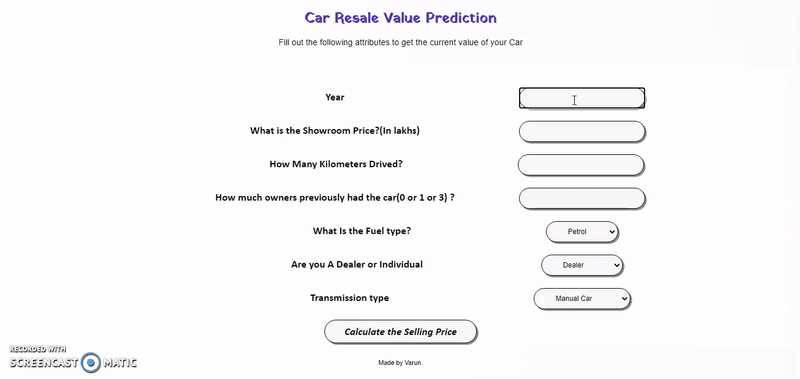 Car Resale Value Prediction
Fill out the following attributes to get the current value of your Car
Year
What is the Showroom Price?(In lakhs)
How Many Kilometers Drived?
How much owners previously had the car(0 or 1 or 3) ?
What Is the Fuel type? Petrol
Are you A Dealer or Individual Dealer
Transmission type Manual Car
Calculate the Selling Price
Made by Varun.
RECORDED WITH
SCREENCAST MATIC